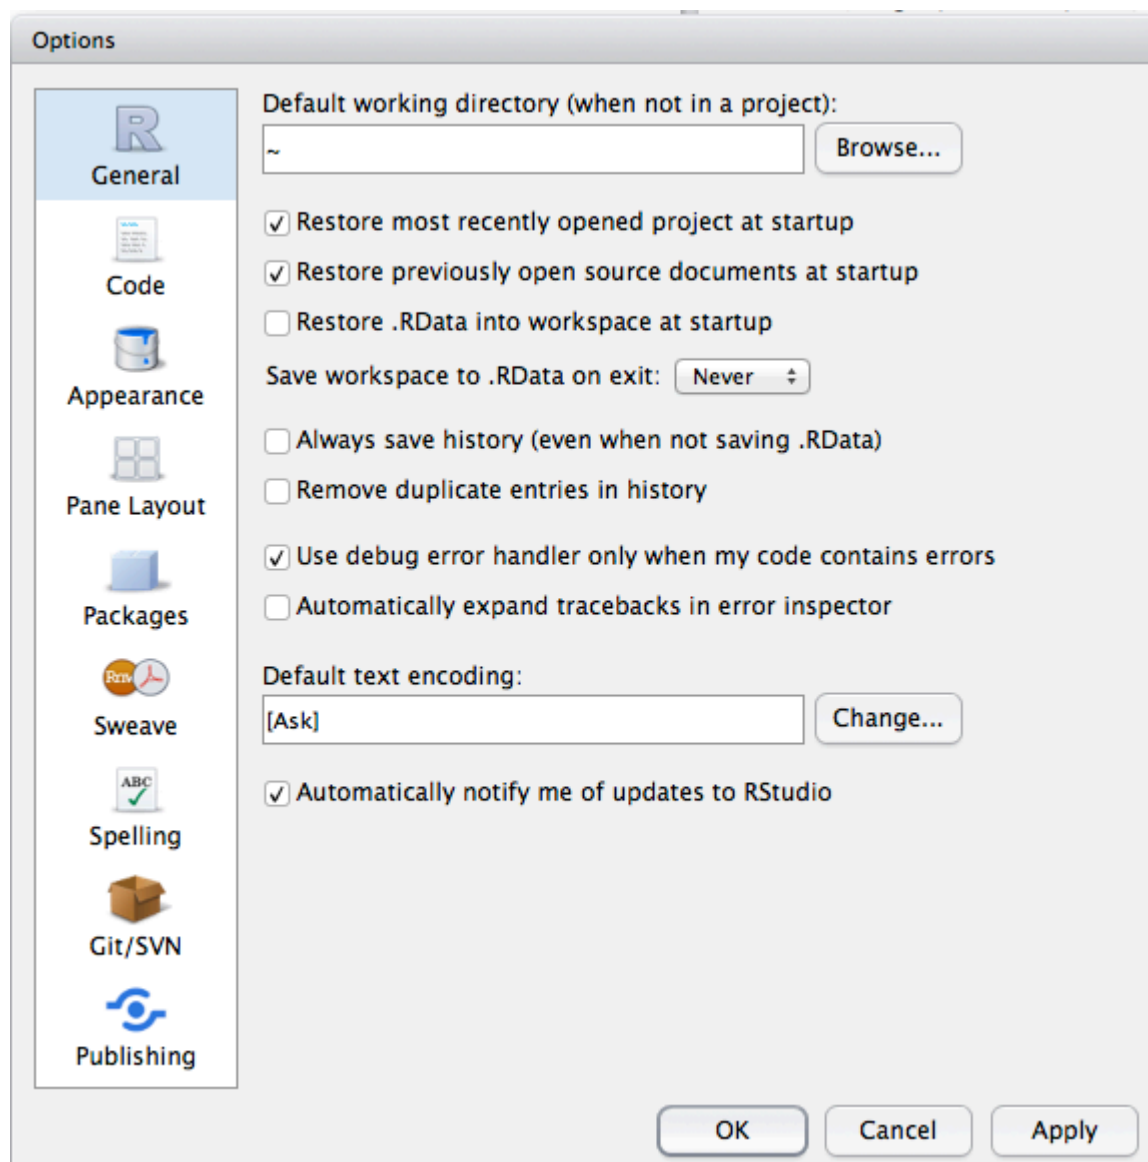 Options
General
Code
Appearance
Pane Layout
Packages
Rnw
Sweave
ABC
Spelling
Git/SVN
Publishing
Default working directory (when not in a project):
~
Browse...
Restore most recently opened project at startup
Restore previously open source documents at startup
Restore .RData into workspace at startup
Save workspace to .RData on exit: Never
Always save history (even when not saving .RData)
Remove duplicate entries in history
Use debug error handler only when my code contains errors
Automatically expand tracebacks in error inspector
Default text encoding:
[Ask]
Change...
Automatically notify me of updates to RStudio
OK Cancel Apply